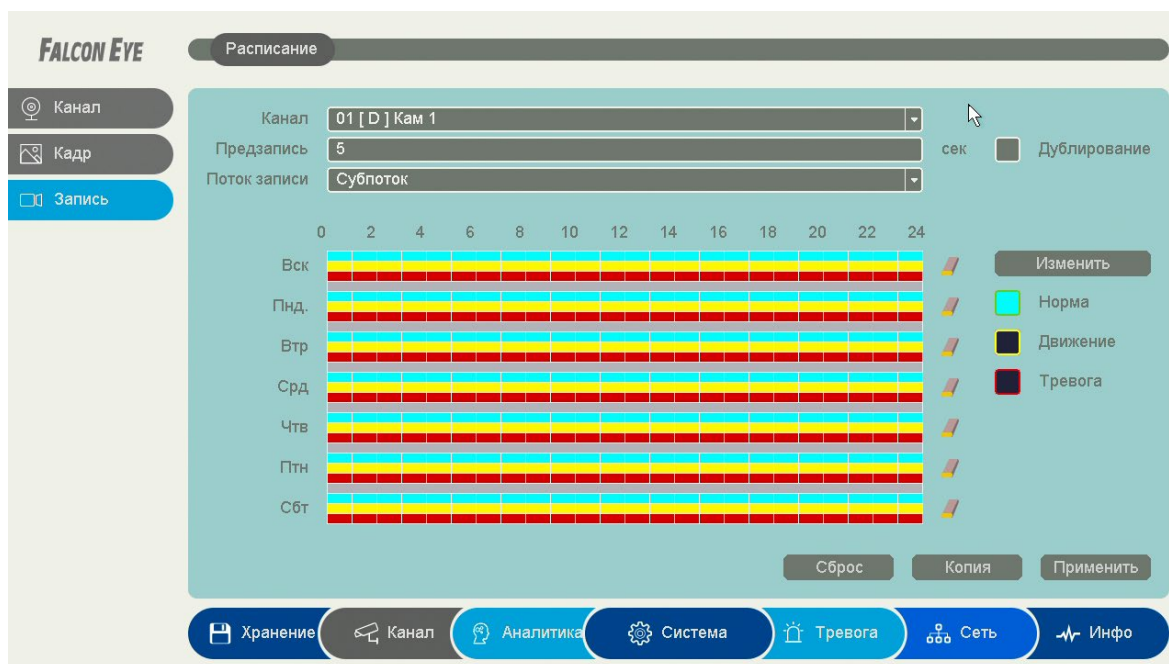 FALCON EYE
Расписание
Канал
Кадр
Запись
Канал 01 [ D ] Кам 1
Предзапись 5 сек Дублирование
Поток записи Субпоток
0 2 4 6 8 10 12 14 16 18 20 22 24
Вск Изменить
Пнд. Норма
Втр Движение
Срд Тревога
Чтв
Птн
Сбт
Сброс Копия Применить
Хранение Канал Аналитика Система Тревога Сеть Инфо